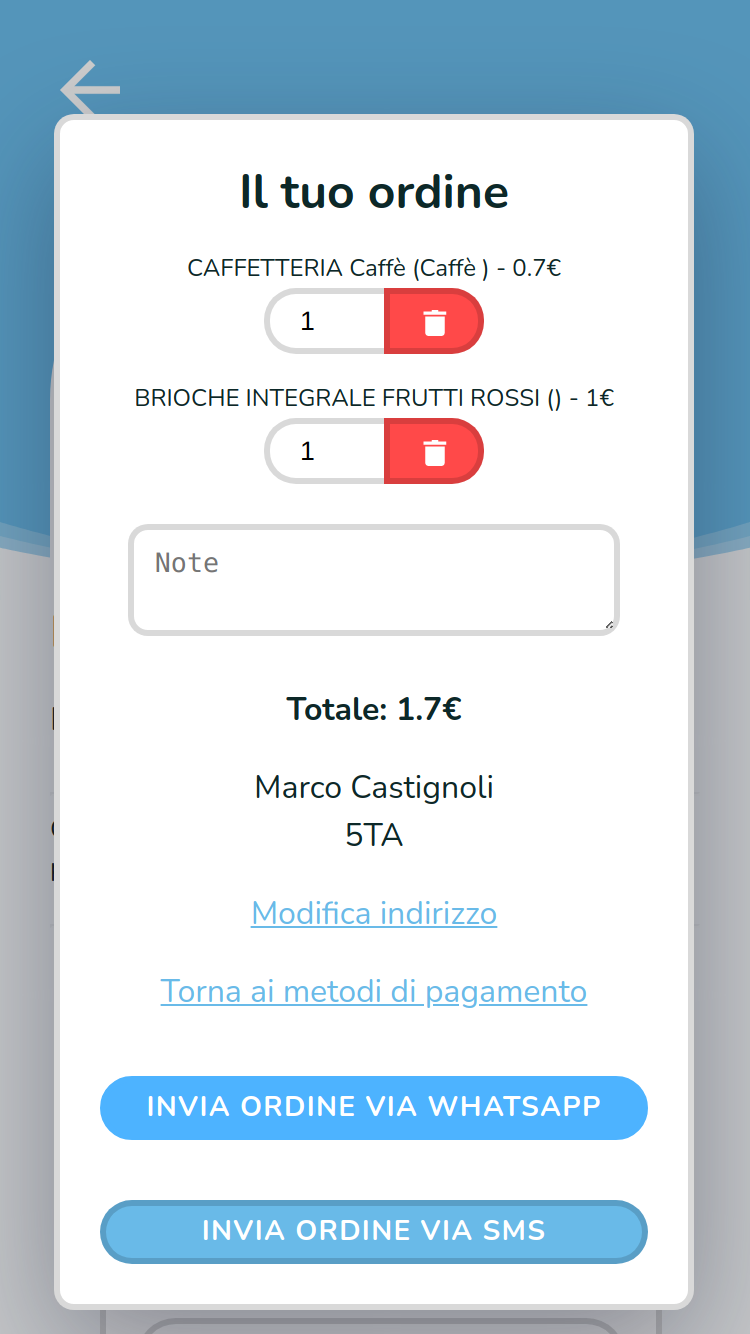 Il tuo ordine
CAFFETTERIA Caffè (Caffè ) - 0.7€
1
BRIOCHE INTEGRALE FRUTTI ROSSI () - 1€
1
Note
Totale: 1.7€
Marco Castignoli
5TA
Modifica indirizzo
Torna ai metodi di pagamento
INVIA ORDINE VIA WHATSAPP
INVIA ORDINE VIA SMS